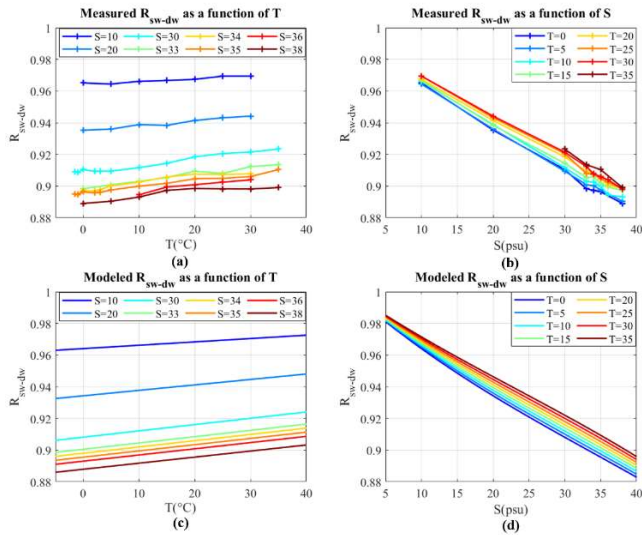 Measured R_sw-dw as a function of T
S=10 S=30 S=34 S=36
S=20 S=33 S=35 S=38
1
0.98
0.96
0.94
0.92
0.9
0.88
R_sw-dw
0 10 20 30 40
T(°C)
(a)
Measured R_sw-dw as a function of S
T=0 T=20
T=5 T=25
T=10 T=30
T=15 T=35
1
0.98
0.96
0.94
0.92
0.9
0.88
R_sw-dw
5 10 15 20 25 30 35 40
S(psu)
(b)
Modeled R_sw-dw as a function of T
S=10 S=30 S=34 S=36
S=20 S=33 S=35 S=38
1
0.98
0.96
0.94
0.92
0.9
0.88
R_sw-dw
0 10 20 30 40
T(°C)
(c)
Modeled R_sw-dw as a function of S
T=0 T=20
T=5 T=25
T=10 T=30
T=15 T=35
1
0.98
0.96
0.94
0.92
0.9
0.88
R_sw-dw
5 10 15 20 25 30 35 40
S(psu)
(d)